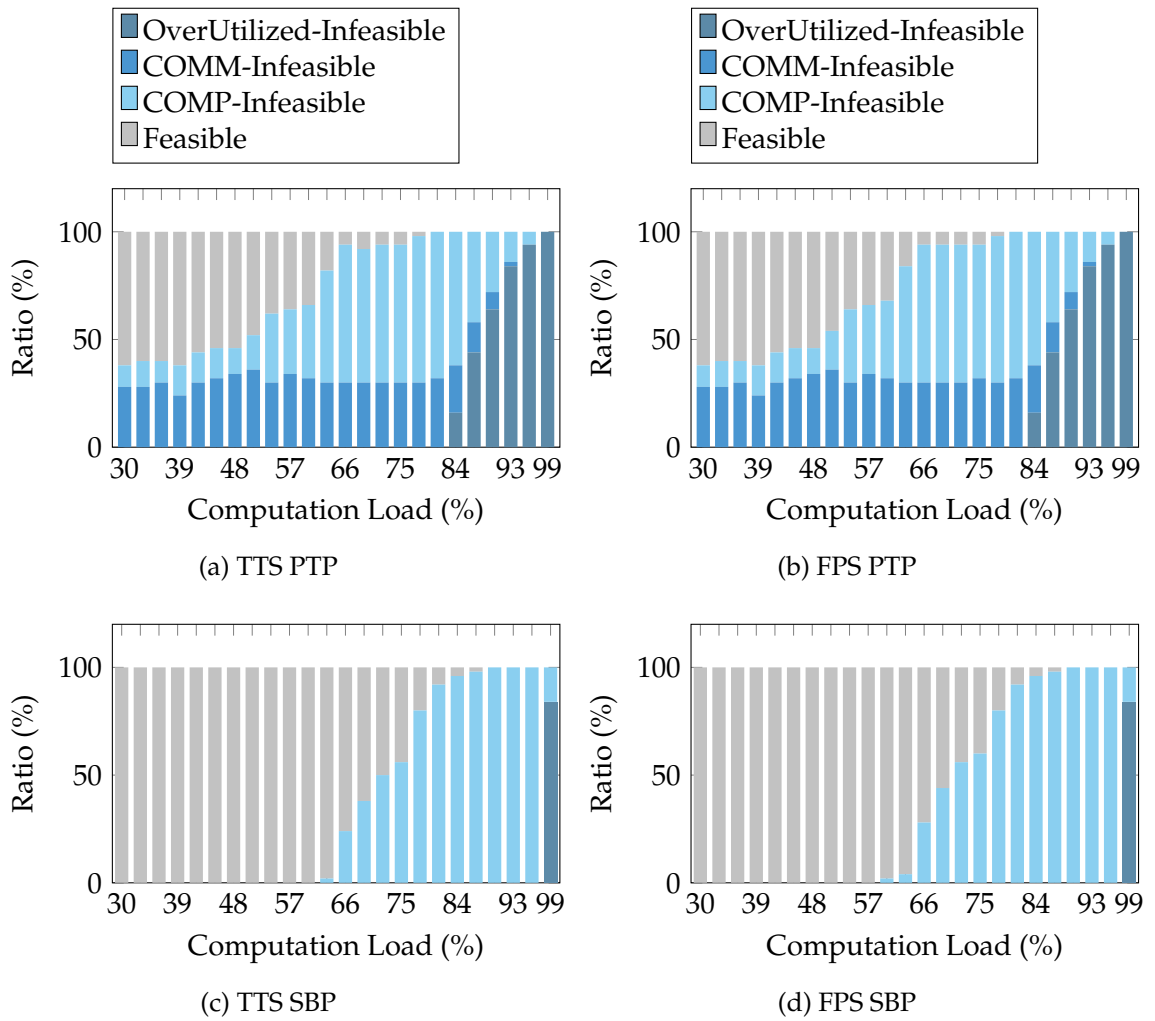 OverUtilized-Infeasible
COMM-Infeasible
COMP-Infeasible
Feasible
OverUtilized-Infeasible
COMM-Infeasible
COMP-Infeasible
Feasible
100
50
0
Ratio (%)
30 39 48 57 66 75 84 93 99
Computation Load (%)
(a) TTS PTP
100
50
0
Ratio (%)
30 39 48 57 66 75 84 93 99
Computation Load (%)
(b) FPS PTP
100
50
0
Ratio (%)
30 39 48 57 66 75 84 93 99
Computation Load (%)
(c) TTS SBP
100
50
0
Ratio (%)
30 39 48 57 66 75 84 93 99
Computation Load (%)
(d) FPS SBP